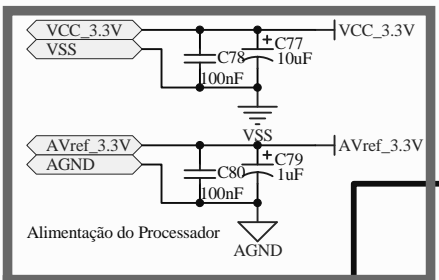 VCC_3.3V
VCC_3.3V
VSS
C77
C78
10uF
100nF
VSS
AVref_3.3V
AVref_3.3V
AGND
C79
C80
1uF
100nF
Alimentação do Processador
AGND